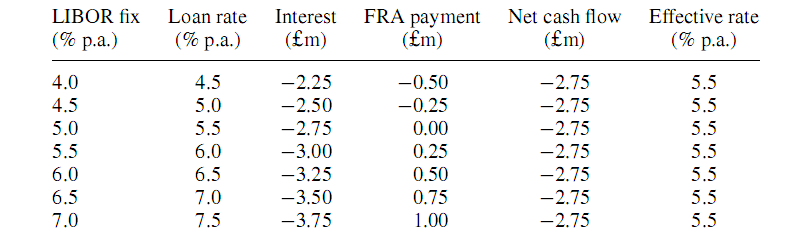 LIBOR fix Loan rate Interest FRA payment Net cash flow Effective rate
(% p.a.) (% p.a.) (£m) (£m) (£m) (% p.a.)
4.0 4.5 −2.25 −0.50 −2.75 5.5
4.5 5.0 −2.50 −0.25 −2.75 5.5
5.0 5.5 −2.75 0.00 −2.75 5.5
5.5 6.0 −3.00 0.25 −2.75 5.5
6.0 6.5 −3.25 0.50 −2.75 5.5
6.5 7.0 −3.50 0.75 −2.75 5.5
7.0 7.5 −3.75 1.00 −2.75 5.5